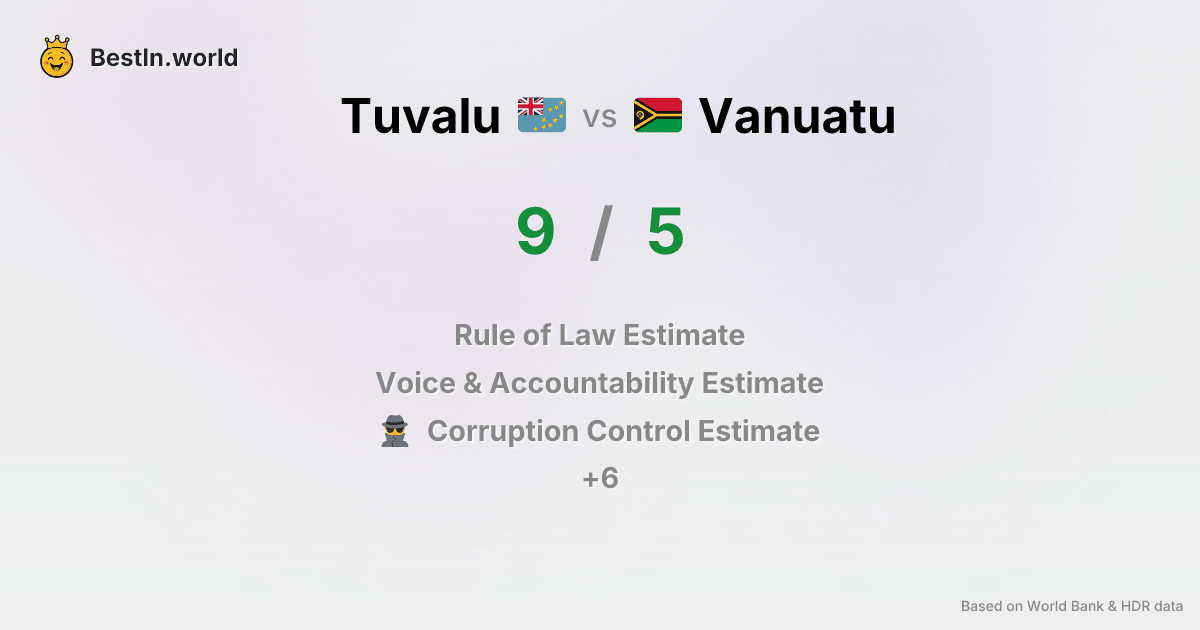 BestIn.world
Tuvalu vs Vanuatu
9 / 5
Rule of Law Estimate
Voice & Accountability Estimate
Corruption Control Estimate
+6
Based on World Bank & HDR data